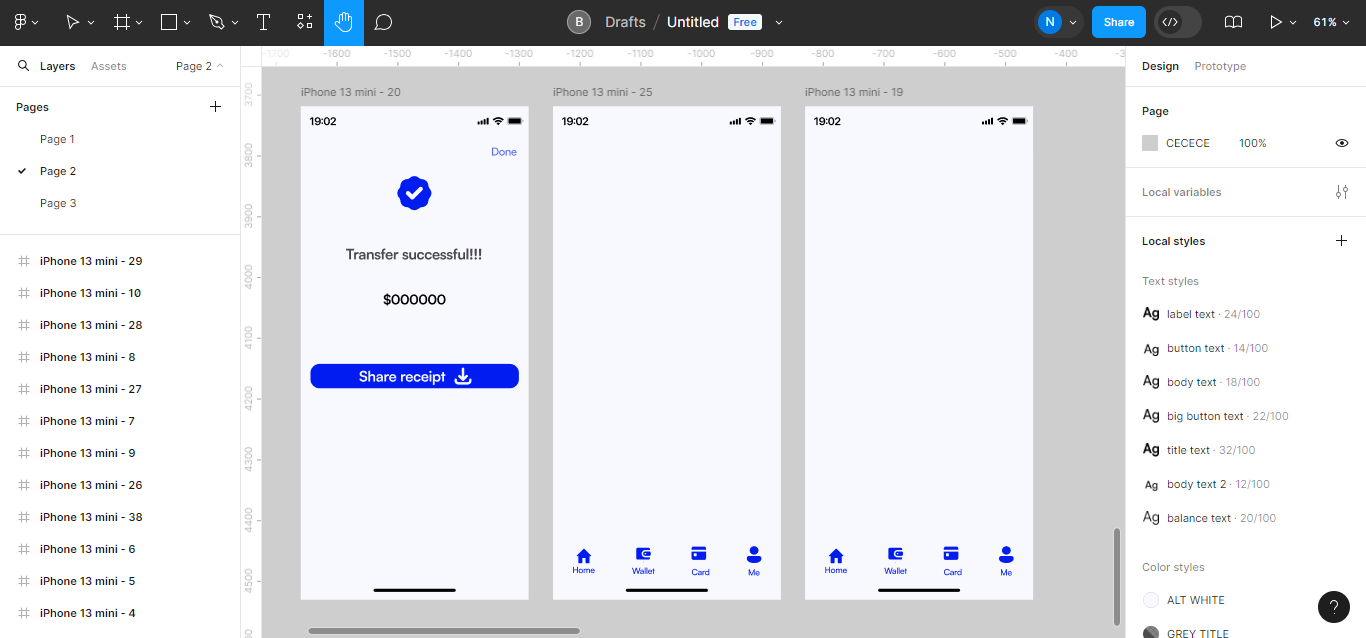 B Drafts / Untitled Free
N Share 61%
Layers Assets Page 2
Pages
Page 1
Page 2
Page 3
iPhone 13 mini - 29
iPhone 13 mini - 10
iPhone 13 mini - 28
iPhone 13 mini - 8
iPhone 13 mini - 27
iPhone 13 mini - 7
iPhone 13 mini - 9
iPhone 13 mini - 26
iPhone 13 mini - 38
iPhone 13 mini - 6
iPhone 13 mini - 5
iPhone 13 mini - 4
-1700 -1600 -1500 -1400 -1300 -1200 -1100 -1000 -900 -800 -700 -600 -500 -400
3700
3800
3900
4000
4100
4200
4300
4400
4500
iPhone 13 mini - 20
19:02
Done
Transfer successful!!!
$000000
Share receipt
iPhone 13 mini - 25
19:02
Home Wallet Card Me
iPhone 13 mini - 19
19:02
Home Wallet Card Me
Design Prototype
Page
CECECE 100%
Local variables
Local styles
Text styles
Ag label text · 24/100
Ag button text · 14/100
Ag body text · 18/100
Ag big button text · 22/100
Ag title text · 32/100
Ag body text 2 · 12/100
Ag balance text · 20/100
Color styles
ALT WHITE
GREY TITLE
?